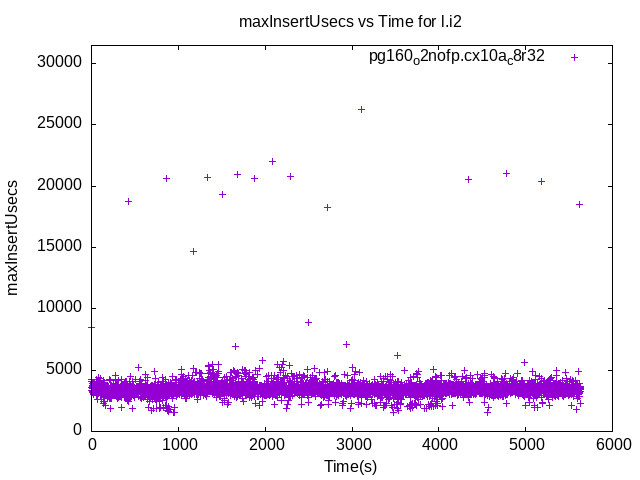 maxInsertUsecs vs Time for l.i2
pg160o2nofp.cx10ac8r32
30000
25000
20000
15000
10000
5000
0
maxInsertUsecs
0 1000 2000 3000 4000 5000 6000
Time(s)